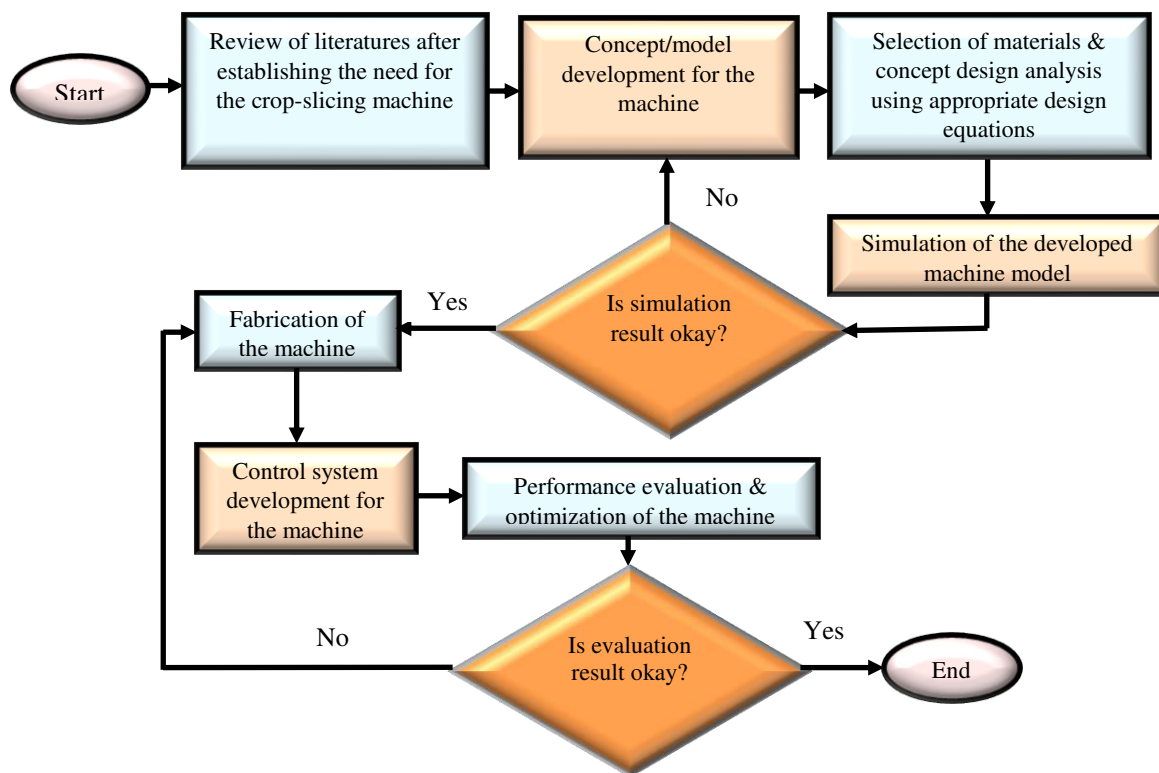 Start
Review of literatures after
establishing the need for
the crop-slicing machine
Concept/model
development for the
machine
Selection of materials &
concept design analysis
using appropriate design
equations
No
Simulation of the developed
machine model
Is simulation
result okay?
Yes
Fabrication of
the machine
Control system
development for
the machine
Performance evaluation &
optimization of the machine
No
Is evaluation
result okay?
Yes
End